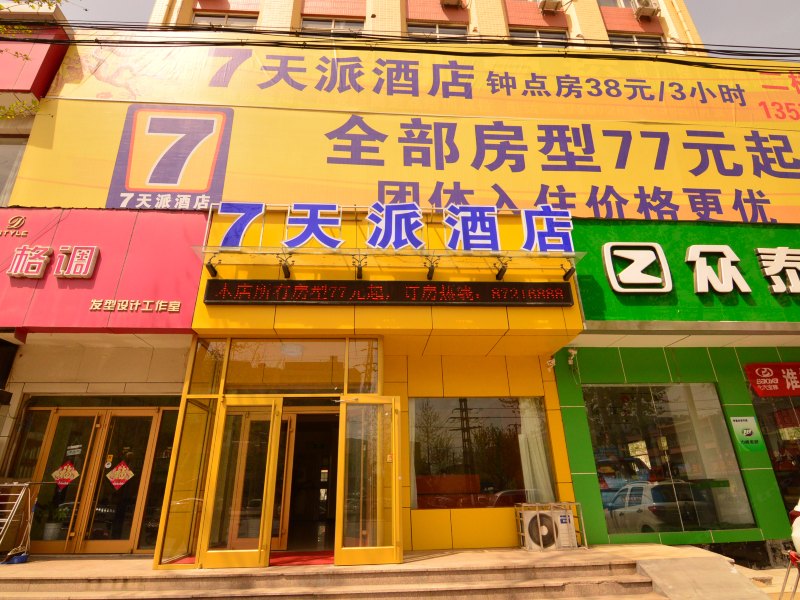 7天派酒店 钟点房38元/3小时
7
7天派酒店
全部房型77元起
团体入住价格更优
7天派酒店
本店所有房型77元起，订房热线：87316888
STYLE
格调
发型设计工作室
Z 众泰